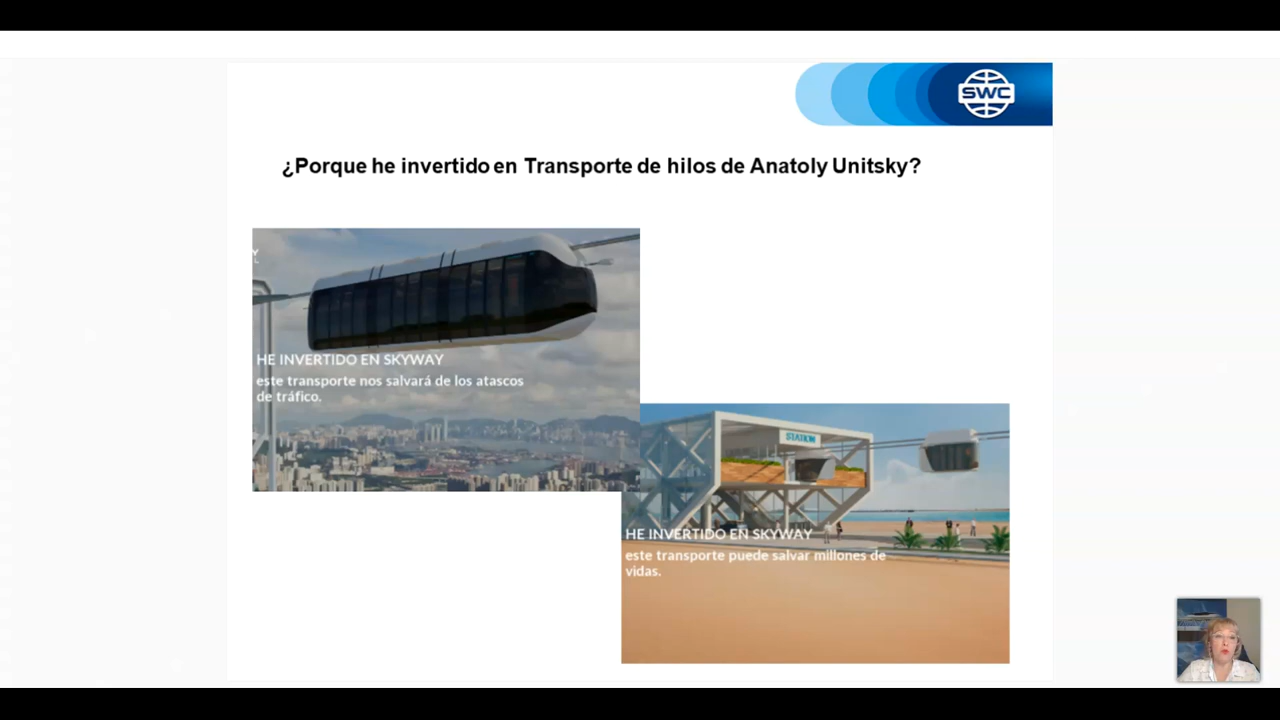 SWC
¿Porque he invertido en Transporte de hilos de Anatoly Unitsky?
HE INVERTIDO EN SKYWAY
este transporte nos salvará de los atascos
de tráfico.
STATION
HE INVERTIDO EN SKYWAY
este transporte puede salvar millones de
vidas.